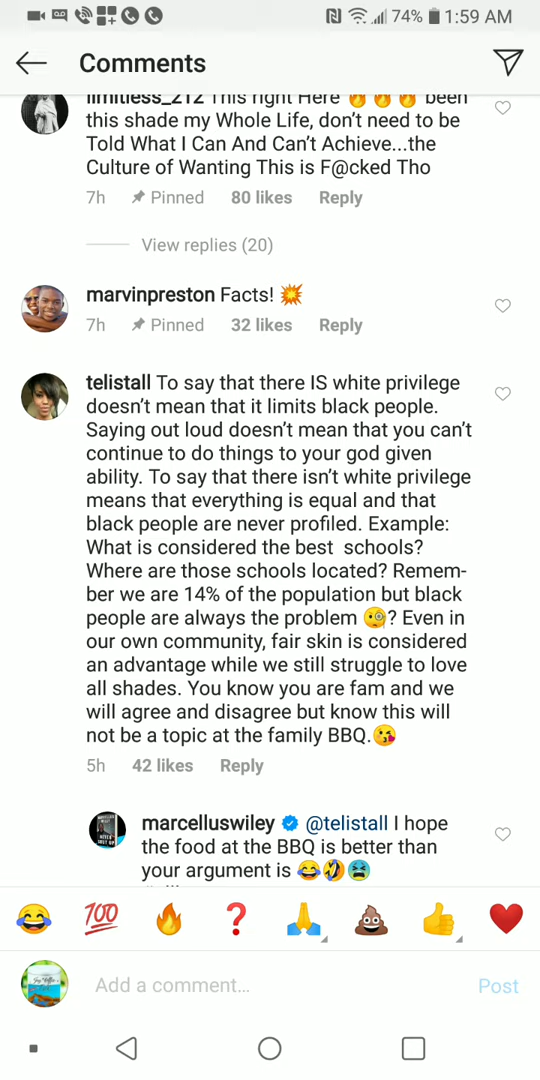 74% 1:59 AM
Comments
limitless_212 This right Here 🔥🔥🔥 been
this shade my Whole Life, don't need to be
Told What I Can And Can't Achieve...the
Culture of Wanting This is F@cked Tho
7h Pinned 80 likes Reply
View replies (20)
marvinpreston Facts! 💥
7h Pinned 32 likes Reply
telistall To say that there IS white privilege
doesn't mean that it limits black people.
Saying out loud doesn't mean that you can't
continue to do things to your god given
ability. To say that there isn't white privilege
means that everything is equal and that
black people are never profiled. Example:
What is considered the best  schools?
Where are those schools located? Remem-
ber we are 14% of the population but black
people are always the problem 🧐? Even in
our own community, fair skin is considered
an advantage while we still struggle to love
all shades. You know you are fam and we
will agree and disagree but know this will
not be a topic at the family BBQ.😘
5h 42 likes Reply
marcelluswiley @telistall I hope
the food at the BBQ is better than
your argument is 😂🤣😫
😂 💯 🔥 ❓ 🙏 💩 👍 ❤️
Add a comment... Post